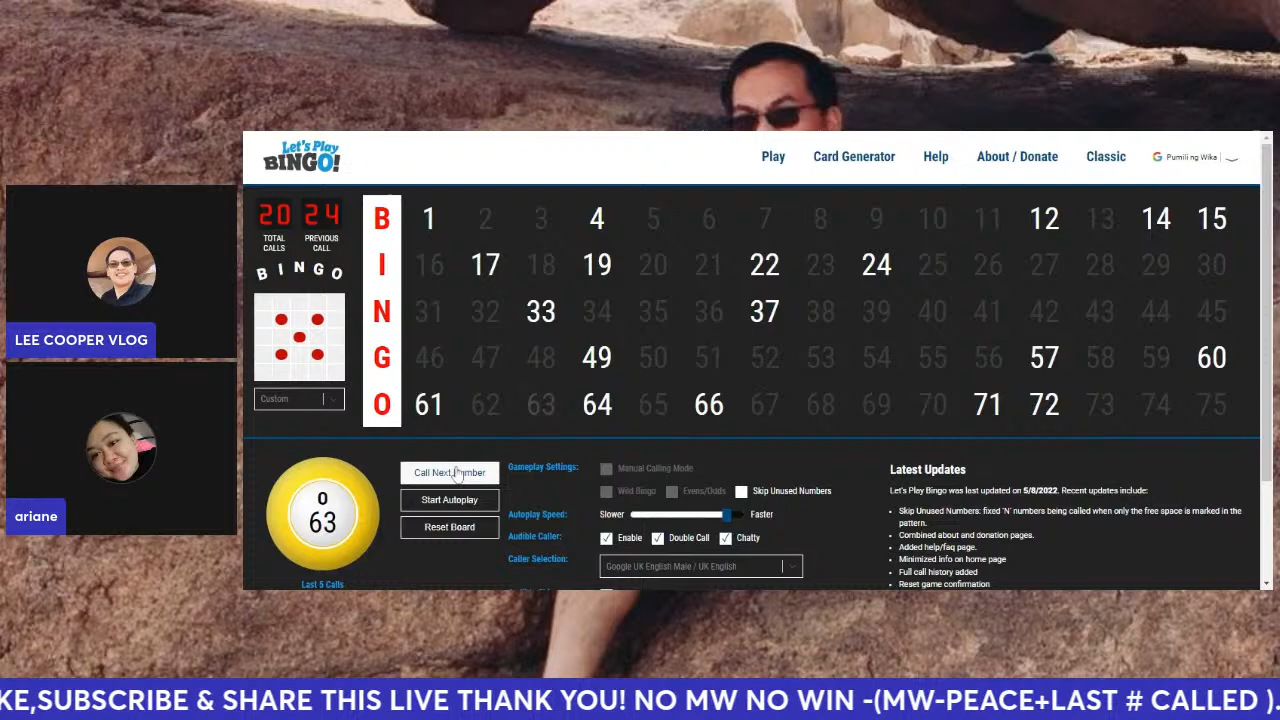 Let's Play
BINGO!
Play
Card Generator
Help
About / Donate
Classic
G Pumili ng Wika
20 24
TOTAL CALLS
PREVIOUS CALL
B I N G O
Custom
B 1 2 3 4 5 6 7 8 9 10 11 12 13 14 15
I 16 17 18 19 20 21 22 23 24 25 26 27 28 29 30
N 31 32 33 34 35 36 37 38 39 40 41 42 43 44 45
G 46 47 48 49 50 51 52 53 54 55 56 57 58 59 60
O 61 62 63 64 65 66 67 68 69 70 71 72 73 74 75
LEE COOPER VLOG
ariane
O
63
Last 5 Calls
Call Next Number
Start Autoplay
Reset Board
Gameplay Settings:
Manual Calling Mode
Wild Bingo
Evens/Odds
Skip Unused Numbers
Autoplay Speed:
Slower
Faster
Audible Caller:
Enable
Double Call
Chatty
Caller Selection:
Google UK English Male / UK English
Latest Updates
Let's Play Bingo was last updated on 5/8/2022. Recent updates include:
Skip Unused Numbers: fixed 'N' numbers being called when only the free space is marked in the
pattern.
Combined about and donation pages.
Added help/faq page.
Minimized info on home page
Full call history added
Reset game confirmation
KE,SUBSCRIBE & SHARE THIS LIVE THANK YOU! NO MW NO WIN -(MW-PEACE+LAST # CALLED ).